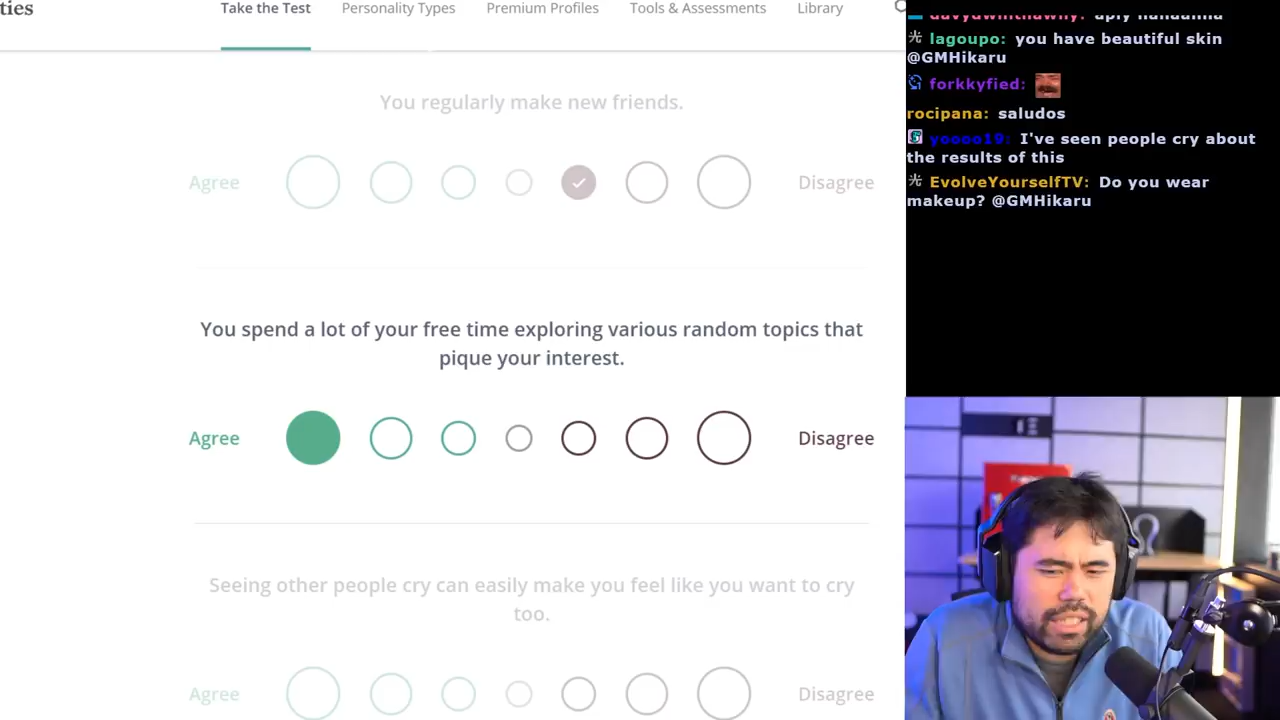 ties
Take the Test
Personality Types
Premium Profiles
Tools & Assessments
Library
You regularly make new friends.
Agree
Disagree
You spend a lot of your free time exploring various random topics that
pique your interest.
Agree
Disagree
Seeing other people cry can easily make you feel like you want to cry
too.
Agree
Disagree
lagoupo: you have beautiful skin
@GMHikaru
forkkyfied:
rocipana: saludos
yoooo19: I've seen people cry about
the results of this
EvolveYourselfTV: Do you wear
makeup? @GMHikaru